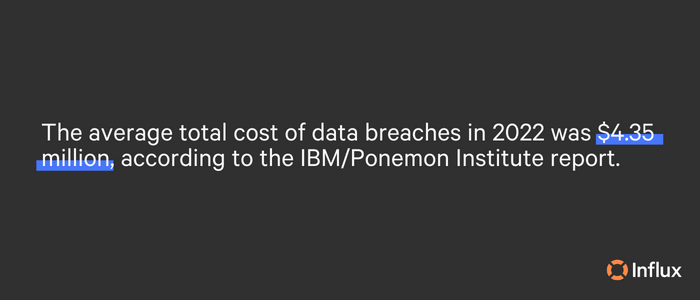 The average total cost of data breaches in 2022 was $4.35
million, according to the IBM/Ponemon Institute report.
Influx